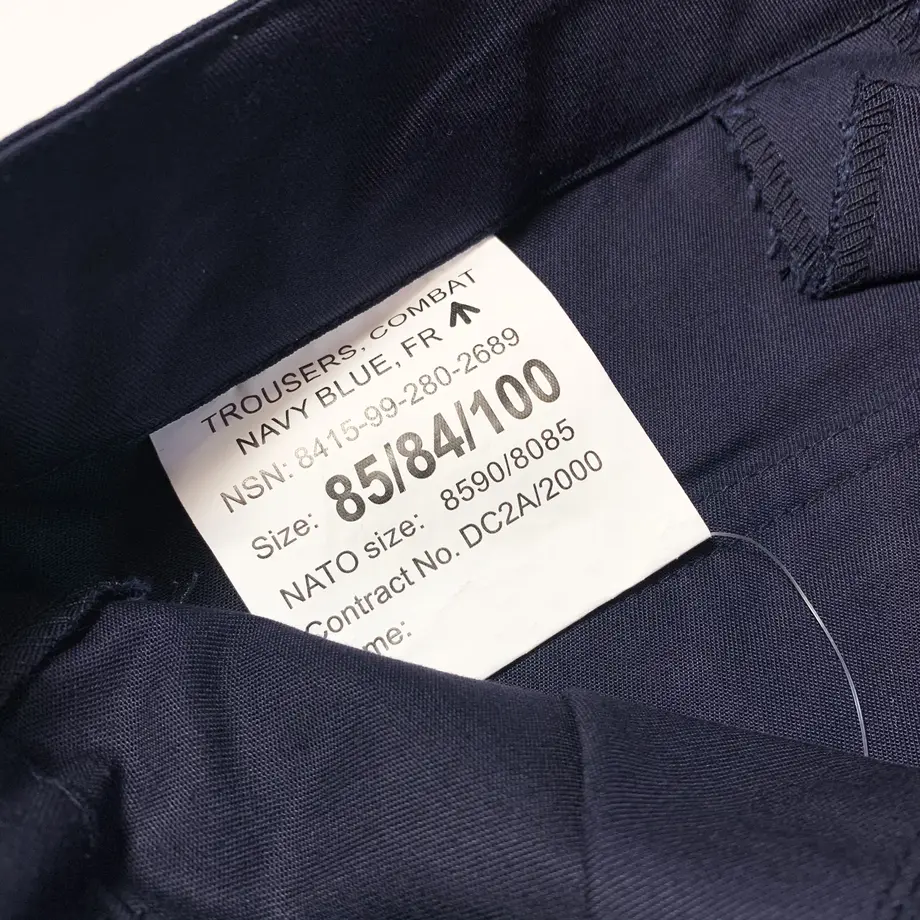 TROUSERS, COMBAT
NAVY BLUE, FR
NSN: 8415-99-280-2689
Size: 85/84/100
NATO size: 8590/8085
Contract No. DC2A/2000